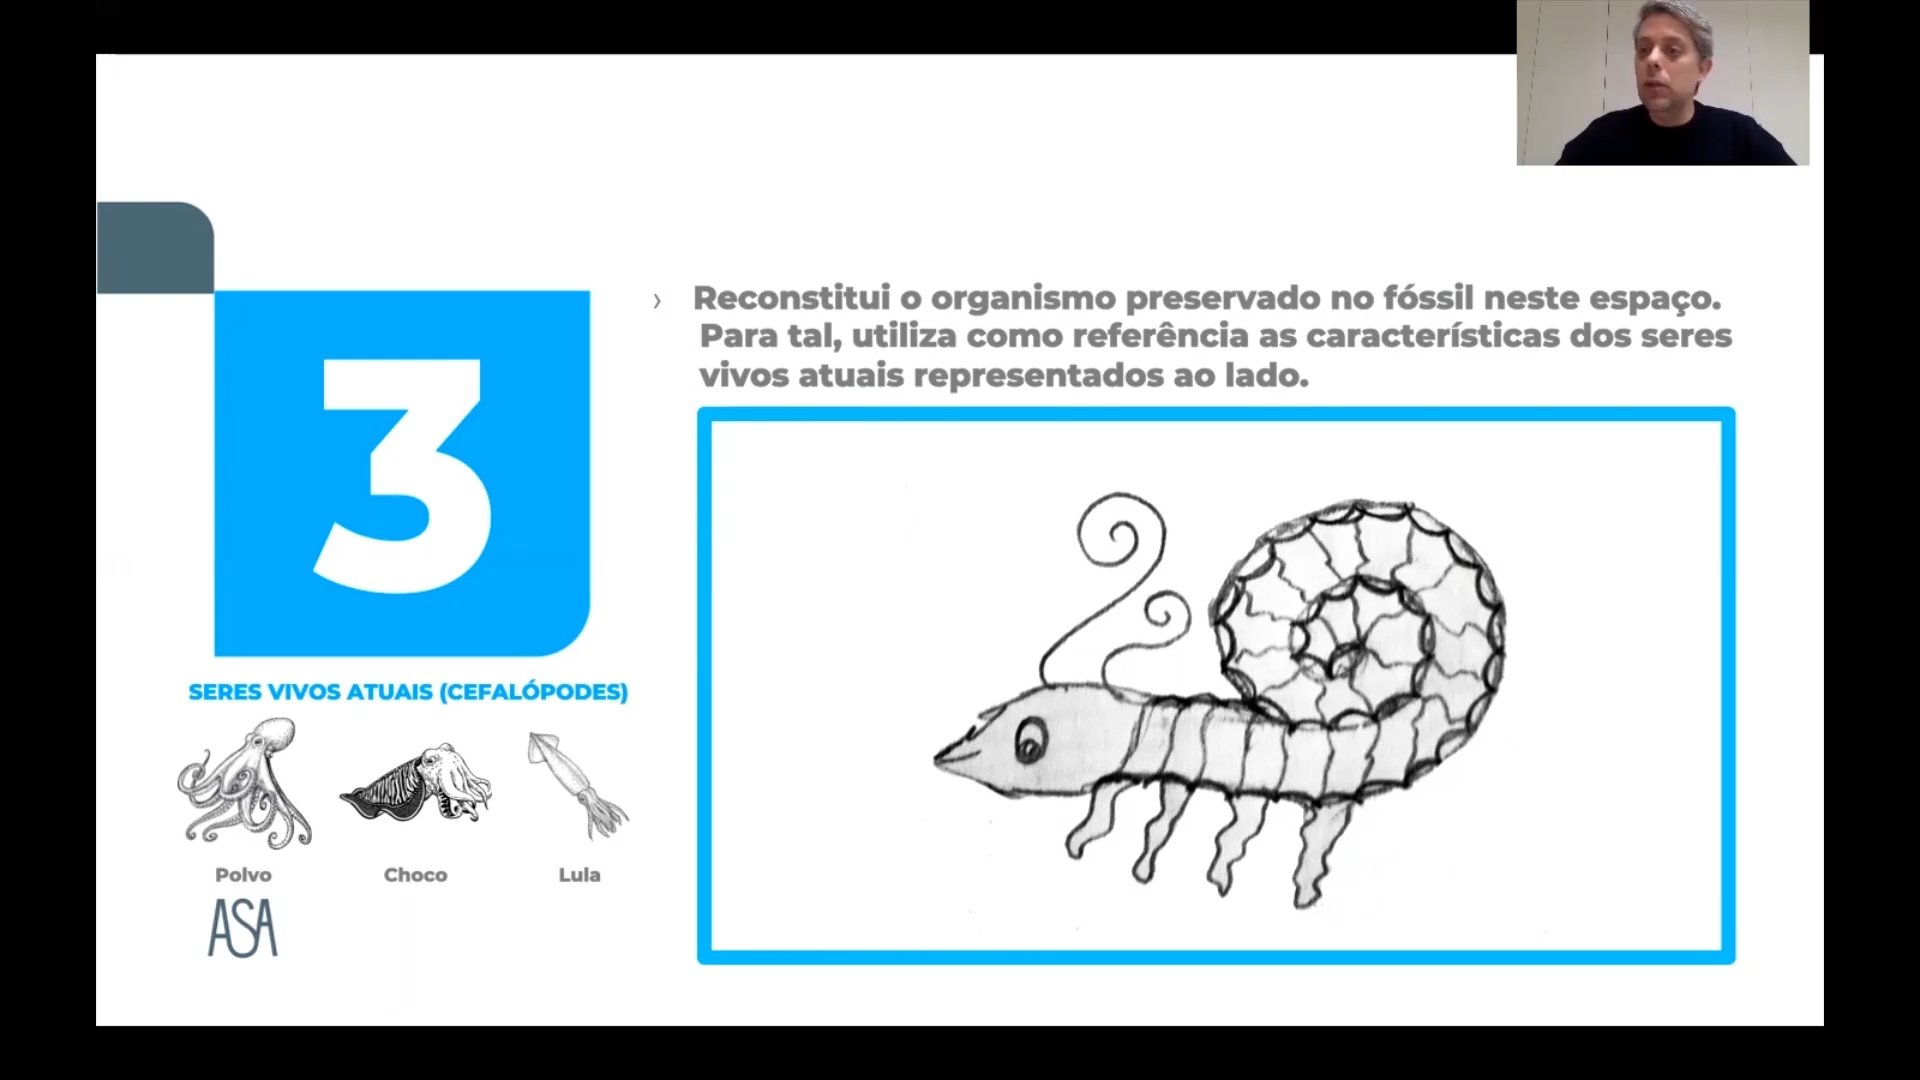 3
› Reconstitui o organismo preservado no fóssil neste espaço.
Para tal, utiliza como referência as características dos seres
vivos atuais representados ao lado.
SERES VIVOS ATUAIS (CEFALÓPODES)
Polvo
Choco
Lula
ASA